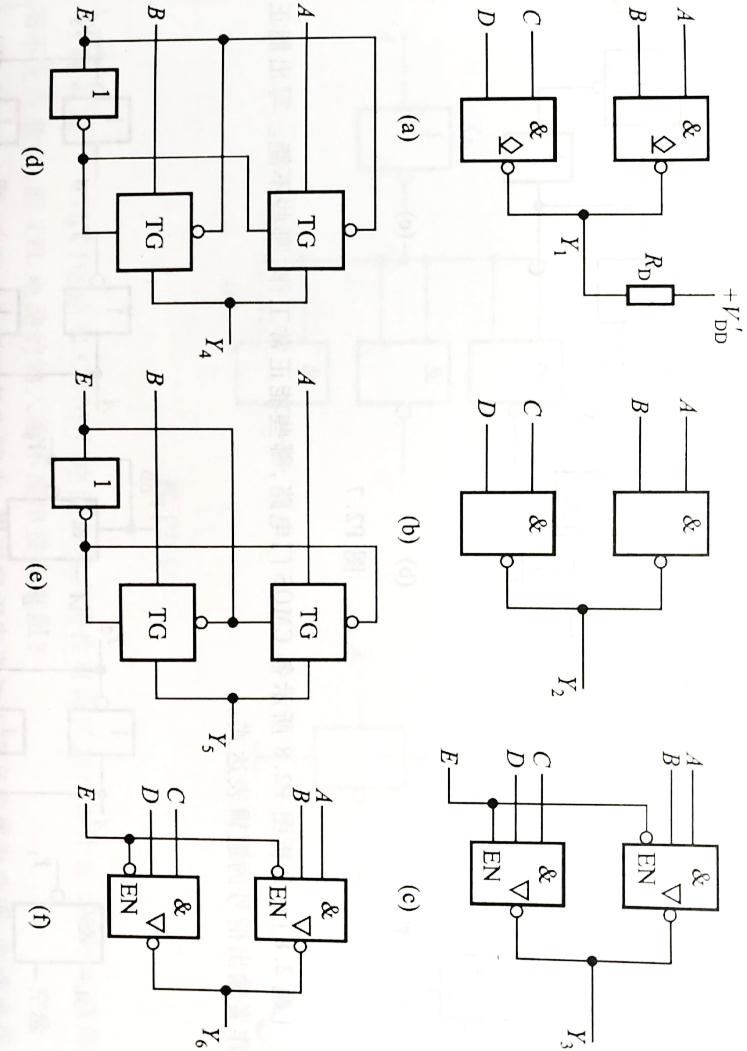 +V'DD
A
B
&
◇
RD
Y1
C
D
&
◇
(a)
A
B
&
Y2
C
D
&
(b)
A
B
&
▽
EN
Y3
C
D
&
▽
EN
E
(c)
A
TG
Y4
B
TG
E
1
(d)
A
TG
Y5
B
TG
E
1
(e)
A
B
&
▽
EN
Y6
C
D
&
▽
EN
E
(f)